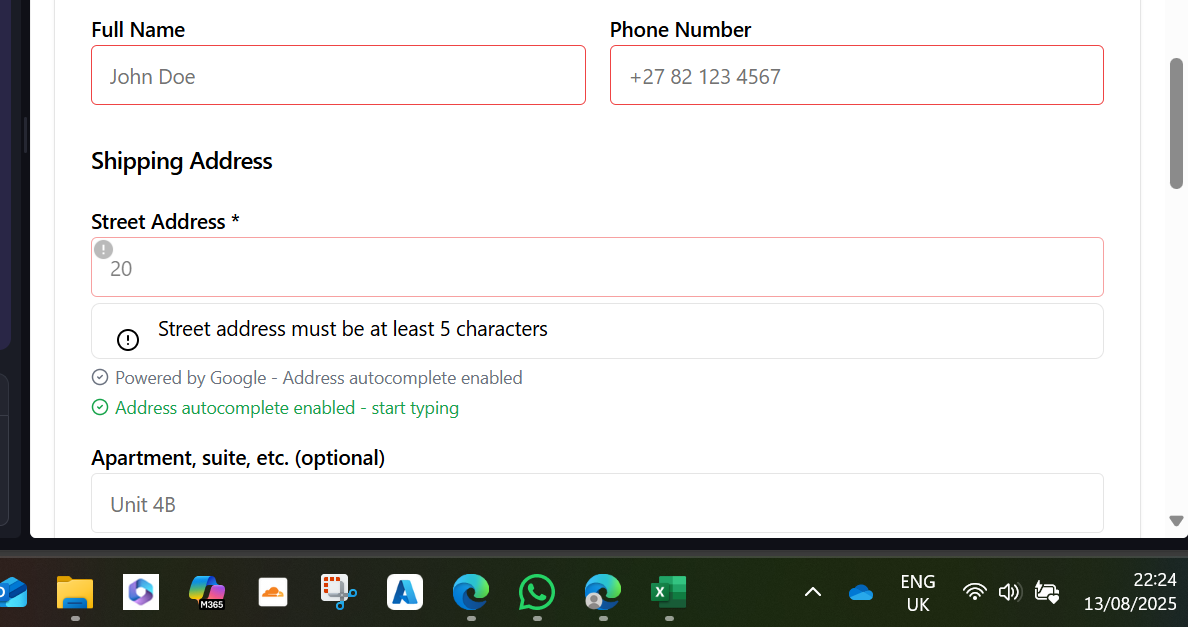 Full Name
Phone Number
John Doe
+27 82 123 4567
Shipping Address
Street Address *
20
Street address must be at least 5 characters
Powered by Google - Address autocomplete enabled
Address autocomplete enabled - start typing
Apartment, suite, etc. (optional)
Unit 4B
M365
ENG
UK
22:24
13/08/2025